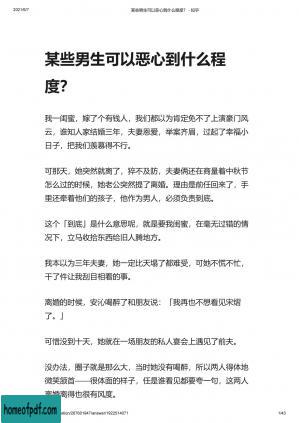 2021/6/7
某些男生可以恶心到什么程度？ - 知乎
某些男生可以恶心到什么程
度？
我一闺蜜，嫁了个有钱人，我们都以为肯定免不了上演豪门风
云，谁知人家结婚三年，夫妻恩爱，举案齐眉，过起了幸福小
日子，把我们羡慕得不行。
可那天，她突然就离了，猝不及防，夫妻俩还在商量着中秋节
怎么过的时候，她老公突然提了离婚。理由是前任回来了，手
里还牵着他们的孩子，他作为男人，必须负责到底。
这个「到底」是什么意思呢，就是要我闺蜜，在毫无过错的情
况下，立马收拾东西给旧人腾地方。
我本以为三年夫妻，她一定比天塌了都难受，可她不慌不忙，
干了件让我刮目相看的事。
离婚的时候，安沁喝醉了和朋友说：「我再也不想看见宋熠
了。」
可惜没到十天，她就在一场朋友的私人宴会上遇见了前夫。
没办法，圈子就是那么大，当时她没有喝醉，所以两人得体地
微笑颔首——很体面的样子，任是谁看见都要夸一句，这两人
离婚离得也很体面。
homeofpdf.com
1/43